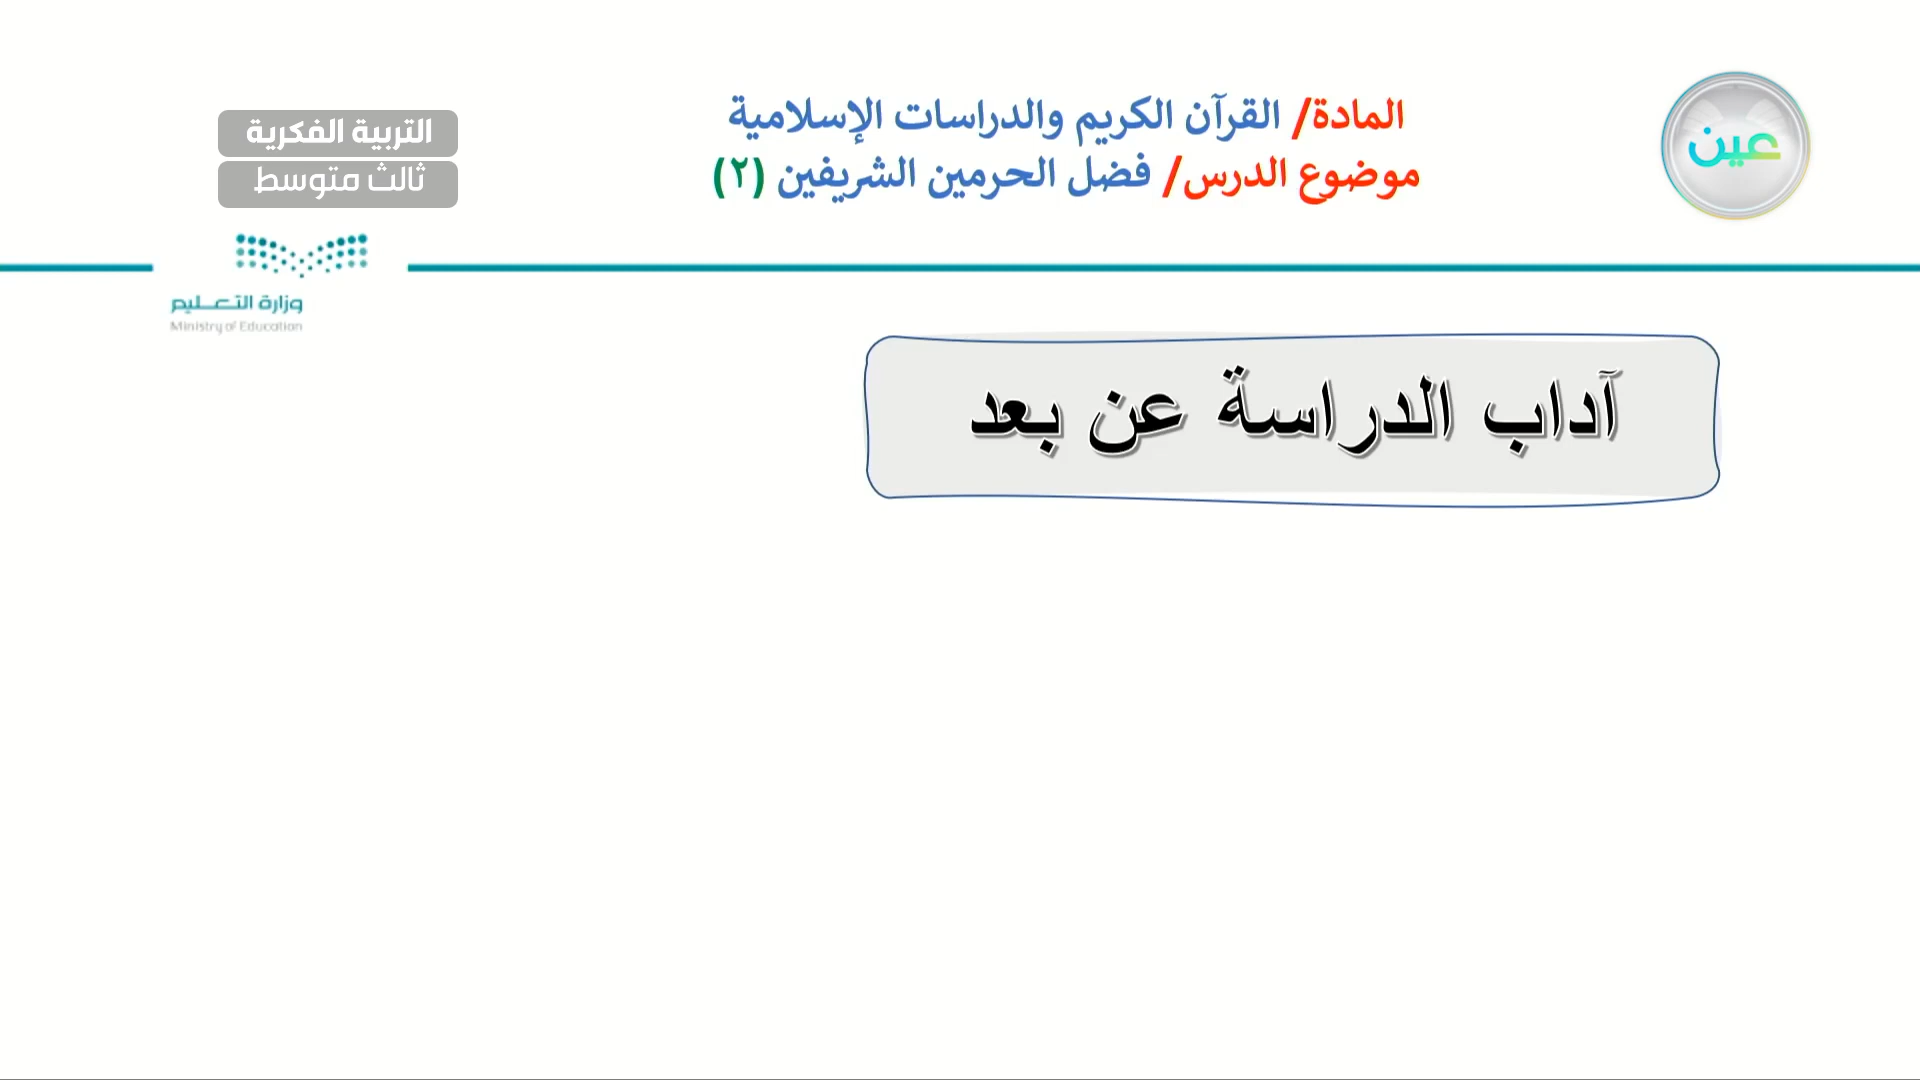 المادة/ القرآن الكريم والدراسات الإسلامية
موضوع الدرس/ فضل الحرمين الشريفين (٢)
عين
التربية الفكرية
ثالث متوسط
وزارة التعليم
Ministry of Education
آداب الدراسة عن بعد